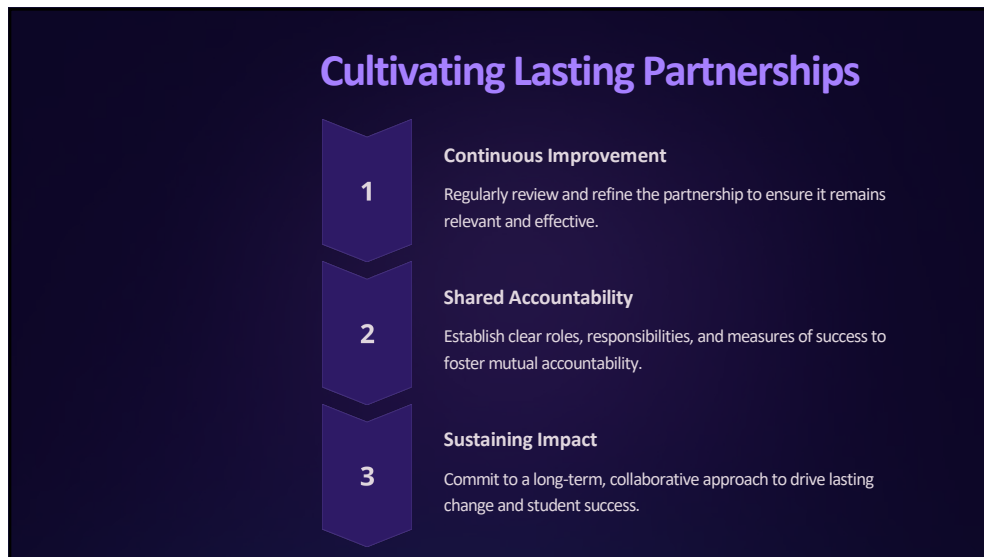 Cultivating Lasting Partnerships
1
Continuous Improvement
Regularly review and refine the partnership to ensure it remains
relevant and effective.
2
Shared Accountability
Establish clear roles, responsibilities, and measures of success to
foster mutual accountability.
3
Sustaining Impact
Commit to a long-term, collaborative approach to drive lasting
change and student success.